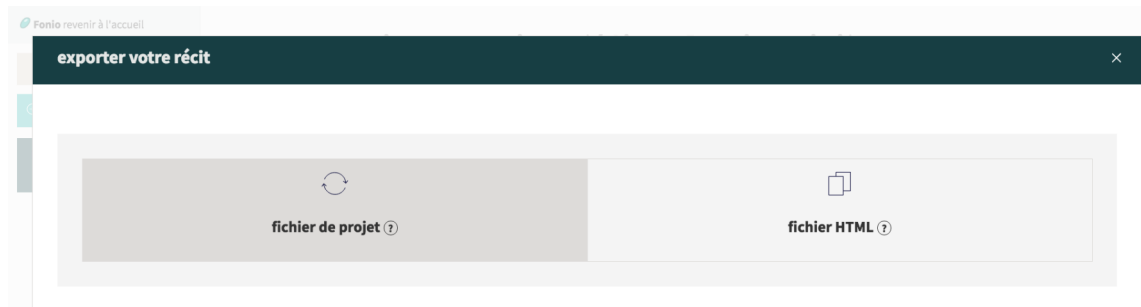 Fonio revenir à l'accueil
exporter votre récit
fichier de projet ?
fichier HTML ?